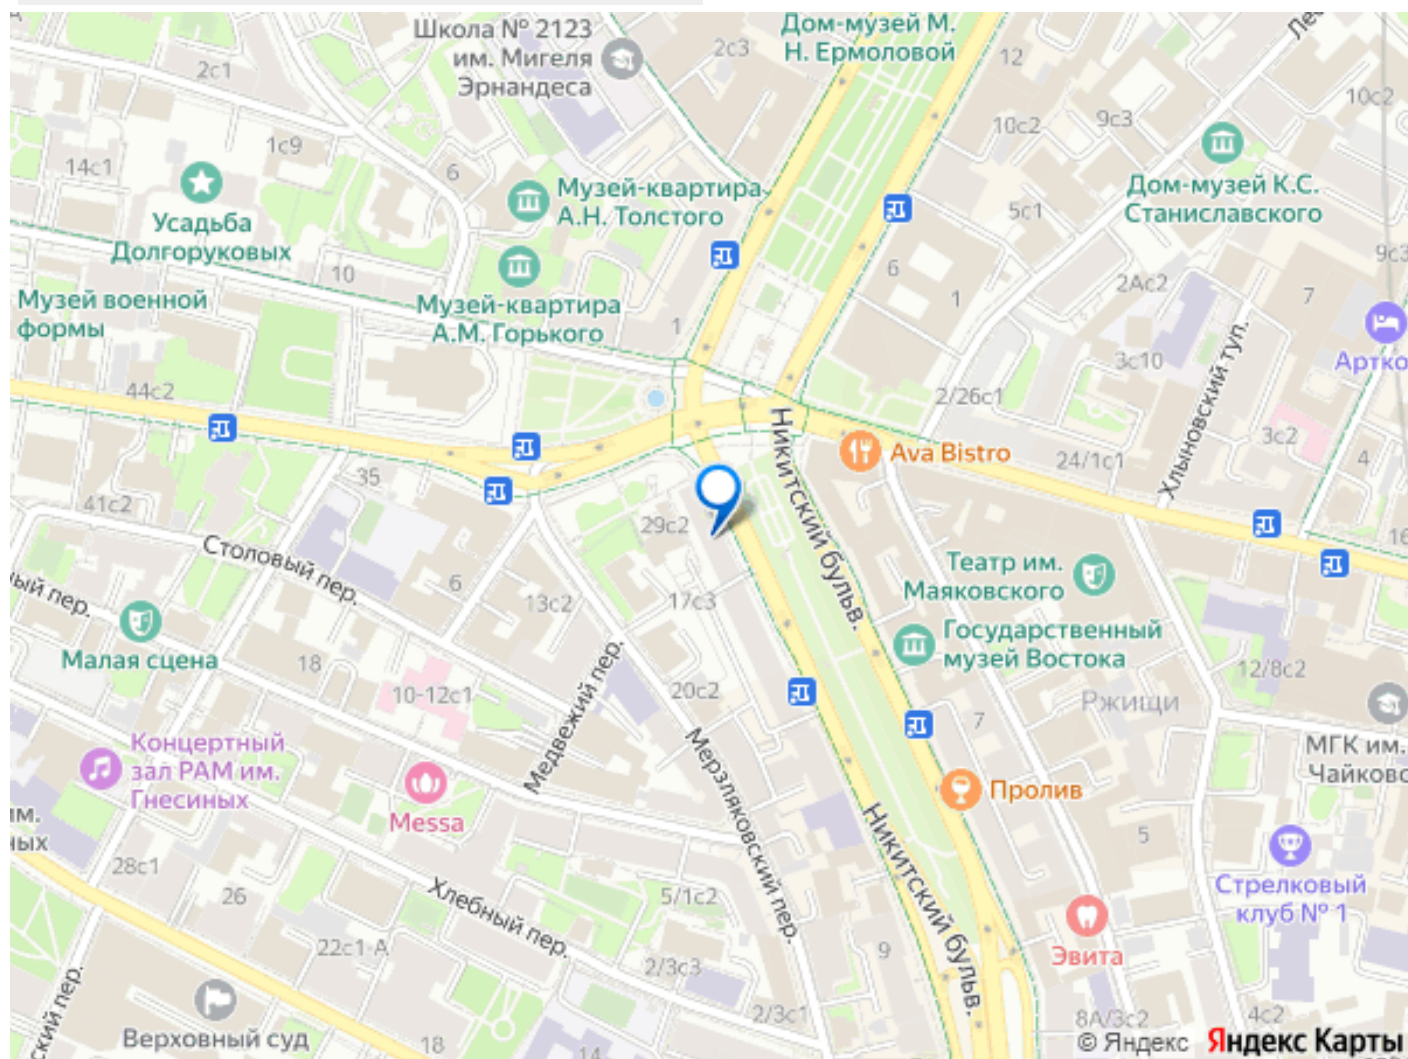 Школа № 2123
им. Мигеля
Эрнандеса
2с3
Дом-музей М.
Н. Ермоловой
12
2с1
10с2
9с3
10с2
1с9
14с1
6
Дом-музей К.С.
Станиславского
Усадьба
Долгоруковых
Музей-квартира
А.Н. Толстого
5с1
9с3
10
6
2Ас2
Музей военной
формы
Музей-квартира
А.М. Горького
1
1
7
3с10
Артко
44с2
2/26с1
Хлыновский туп.
Никитский бульв.
Ava Bistro
24/1с1
3с2
4
35
41с2
29с2
16
Столовый пер.
ый пер.
6
13с2
17с3
Театр им.
Маяковского
Государственный
музей Востока
Малая сцена
18
10-12с1
20с2
12/8с2
Ржищи
7
Медвежий пер.
Мерзляковский пер.
Концертный
зал РАМ им.
Гнесиных
МГК им.
Чайковс
им.
ных
Messa
Пролив
Никитский бульв.
5
28с1
26
Хлебный пер.
5/1с2
Стрелковый
клуб № 1
22с1-А
2/3с3
9
Эвита
ский пер.
Верховный суд
18
2/3с1
14
8А/3с2
4с2
© Яндекс Яндекс Карты